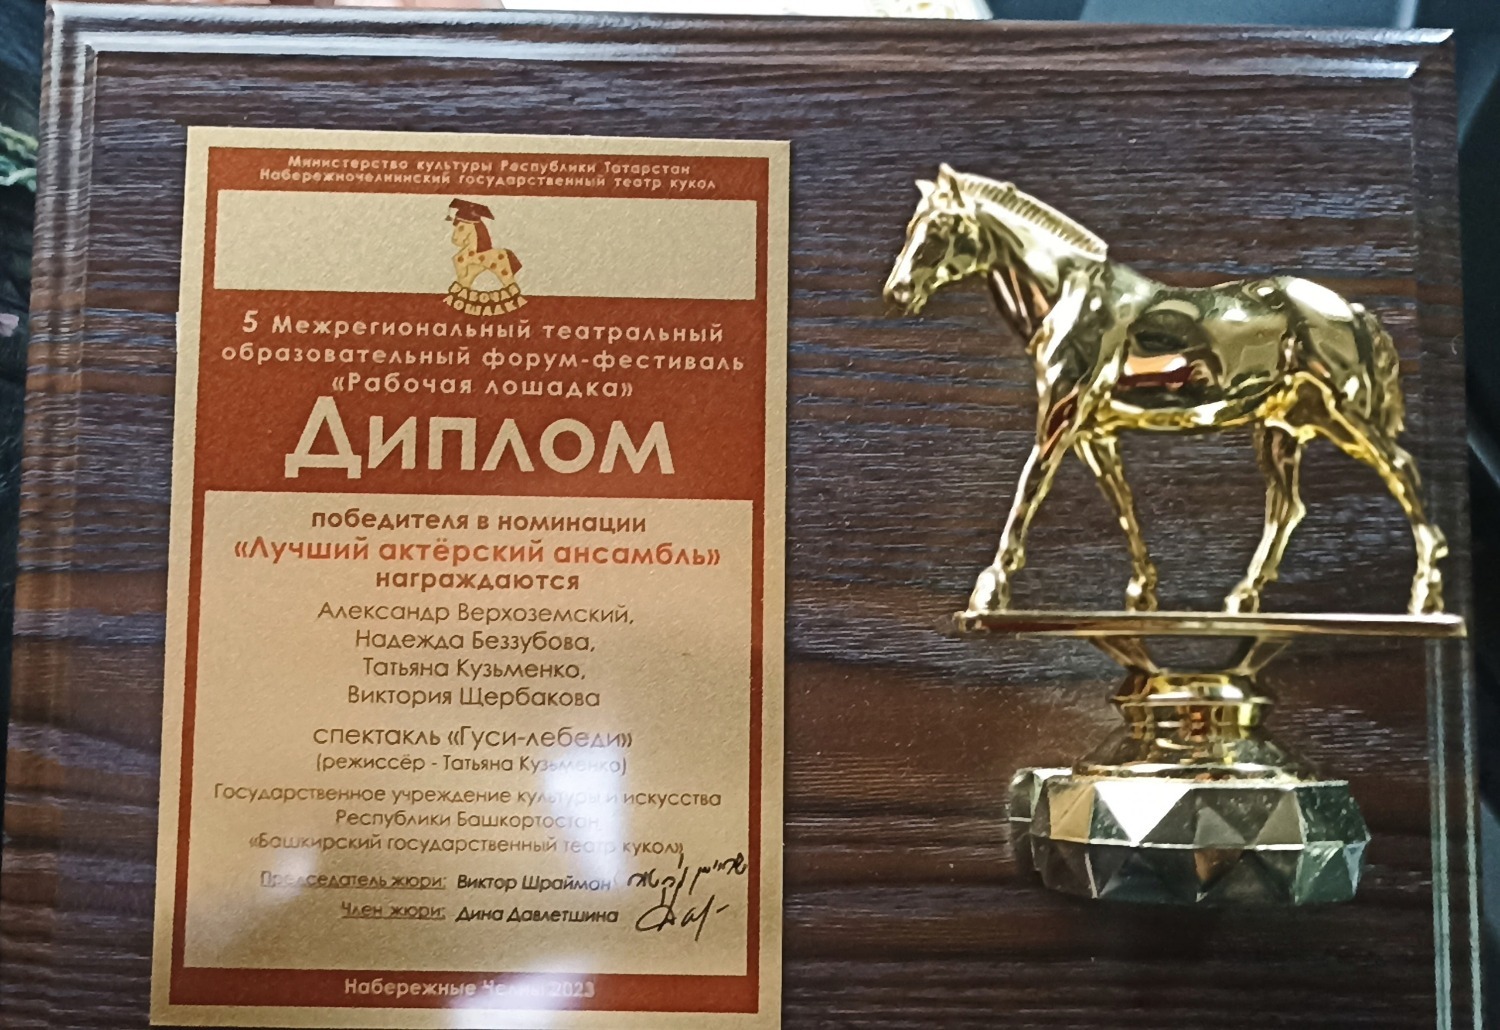 Министерство культуры Республики Татарстан
Набережночелнинский государственный театр кукол
РАБОЧАЯ
ЛОШАДКА
5 Межрегиональный театральный
образовательный форум-фестиваль
«Рабочая лошадка»
Диплом
победителя в номинации
«Лучший актёрский ансамбль»
награждаются
Александр Верхоземский,
Надежда Беззубова,
Татьяна Кузьменко,
Виктория Щербакова
спектакль «Гуси-лебеди»
(режиссёр - Татьяна Кузьменко)
Государственное учреждение культуры и искусства
Республики Башкортостан
«Башкирский государственный театр кукол»
Председатель жюри: Виктор Шрайман
Член жюри: Дина Давлетшина
Набережные Челны 2023